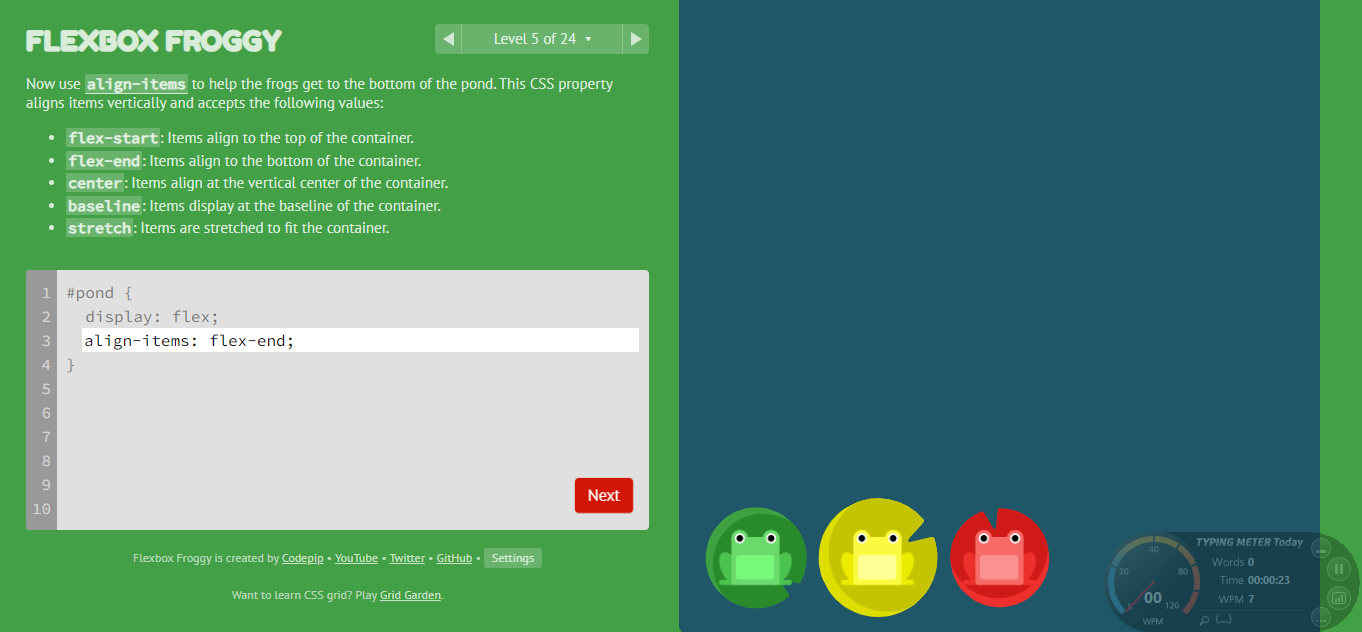 FLEXBOX FROGGY
◀ Level 5 of 24 ▾ ▶
Now use align-items to help the frogs get to the bottom of the pond. This CSS property
aligns items vertically and accepts the following values:
• flex-start: Items align to the top of the container.
• flex-end: Items align to the bottom of the container.
• center: Items align at the vertical center of the container.
• baseline: Items display at the baseline of the container.
• stretch: Items are stretched to fit the container.
1 #pond {
2 display: flex;
3 align-items: flex-end;
4 }
5
6
7
8
9
10
Next
Flexbox Froggy is created by Codepip • YouTube • Twitter • GitHub • Settings
Want to learn CSS grid? Play Grid Garden.
TYPING METER Today
Words 0
Time 00:00:23
WPM 7
(...)
0 20 40 80 120
00
WPM